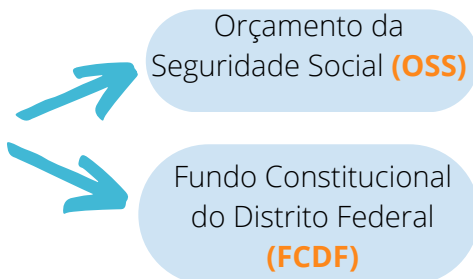 Orçamento da
Seguridade Social (OSS)
Fundo Constitucional
do Distrito Federal
(FCDF)